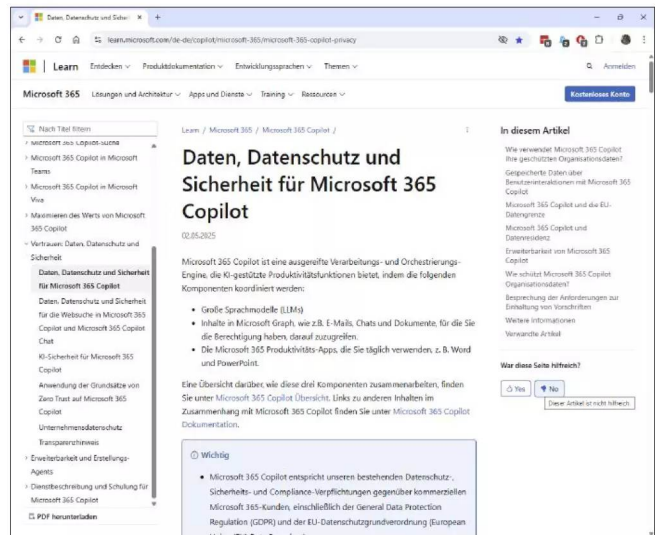 Daten, Datenschutz und Sicher
learn.microsoft.com/de-de/copilot/microsoft-365/microsoft-365-copilot-privacy
Learn
Entdecken
Produktdokumentation
Entwicklungssprachen
Themen
Anmelden
Microsoft 365
Lösungen und Architektur
Apps und Dienste
Training
Ressourcen
Kostenloses Konto
Nach Titel filtern
Microsoft 365 Copilot-Suche
Microsoft 365 Copilot in Microsoft
Teams
Microsoft 365 Copilot in Microsoft
Viva
Maximieren des Werts von Microsoft
365 Copilot
Vertrauen: Daten, Datenschutz und
Sicherheit
Daten, Datenschutz und Sicherheit
für Microsoft 365 Copilot
Daten, Datenschutz und Sicherheit
für die Websuche in Microsoft 365
Copilot und Microsoft 365 Copilot
Chat
KI-Sicherheit für Microsoft 365
Copilot
Anwendung der Grundsätze von
Zero Trust auf Microsoft 365
Copilot
Unternehmensdatenschutz
Transparenzhinweis
Erweiterbarkeit und Erstellungs-
Agents
Dienstbeschreibung und Schulung für
Microsoft 365 Copilot
PDF herunterladen
Learn / Microsoft 365 / Microsoft 365 Copilot /
Daten, Datenschutz und
Sicherheit für Microsoft 365
Copilot
02.05.2025
Microsoft 365 Copilot ist eine ausgereifte Verarbeitungs- und Orchestrierungs-
Engine, die KI-gestützte Produktivitätsfunktionen bietet, indem die folgenden
Komponenten koordiniert werden:
• Große Sprachmodelle (LLMs)
• Inhalte in Microsoft Graph, wie z.B. E-Mails, Chats und Dokumente, für die Sie
die Berechtigung haben, darauf zuzugreifen.
• Die Microsoft 365 Produktivitäts-Apps, die Sie täglich verwenden, z. B. Word
und PowerPoint.
Eine Übersicht darüber, wie diese drei Komponenten zusammenarbeiten, finden
Sie unter Microsoft 365 Copilot Übersicht. Links zu anderen Inhalten im
Zusammenhang mit Microsoft 365 Copilot finden Sie unter Microsoft 365 Copilot
Dokumentation.
Wichtig
• Microsoft 365 Copilot entspricht unseren bestehenden Datenschutz-,
Sicherheits- und Compliance-Verpflichtungen gegenüber kommerziellen
Microsoft 365-Kunden, einschließlich der General Data Protection
Regulation (GDPR) und der EU-Datenschutzgrundverordnung (European
In diesem Artikel
Wie verwendet Microsoft 365 Copilot
Ihre geschützten Organisationsdaten?
Gespeicherte Daten über
Benutzerinteraktionen mit Microsoft 365
Copilot
Microsoft 365 Copilot und die EU-
Datengrenze
Microsoft 365 Copilot und
Datenresidenz
Erweiterbarkeit von Microsoft 365
Copilot
Wie schützt Microsoft 365 Copilot
Organisationsdaten?
Besprechung der Anforderungen zur
Einhaltung von Vorschriften
Weitere Informationen
Verwandte Artikel
War diese Seite hilfreich?
Yes
No
Dieser Artikel ist nicht hilfreich.